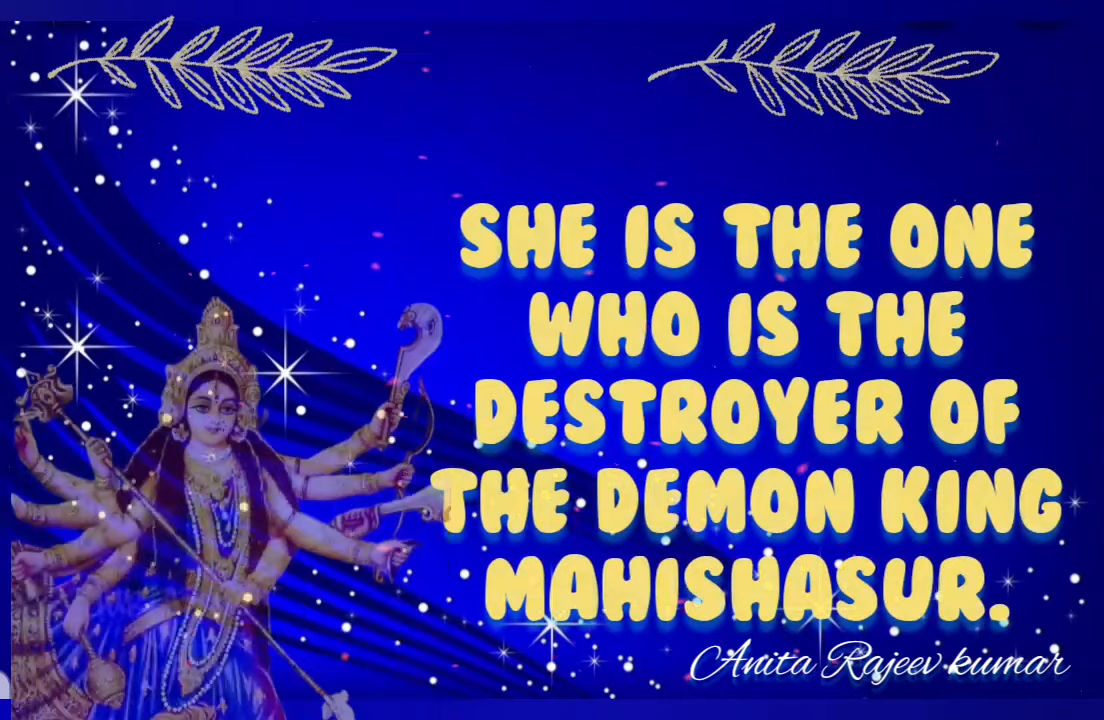 SHE IS THE ONE
WHO IS THE
DESTROYER OF
THE DEMON KING
MAHISHASUR.
Anita Rajeev kumar